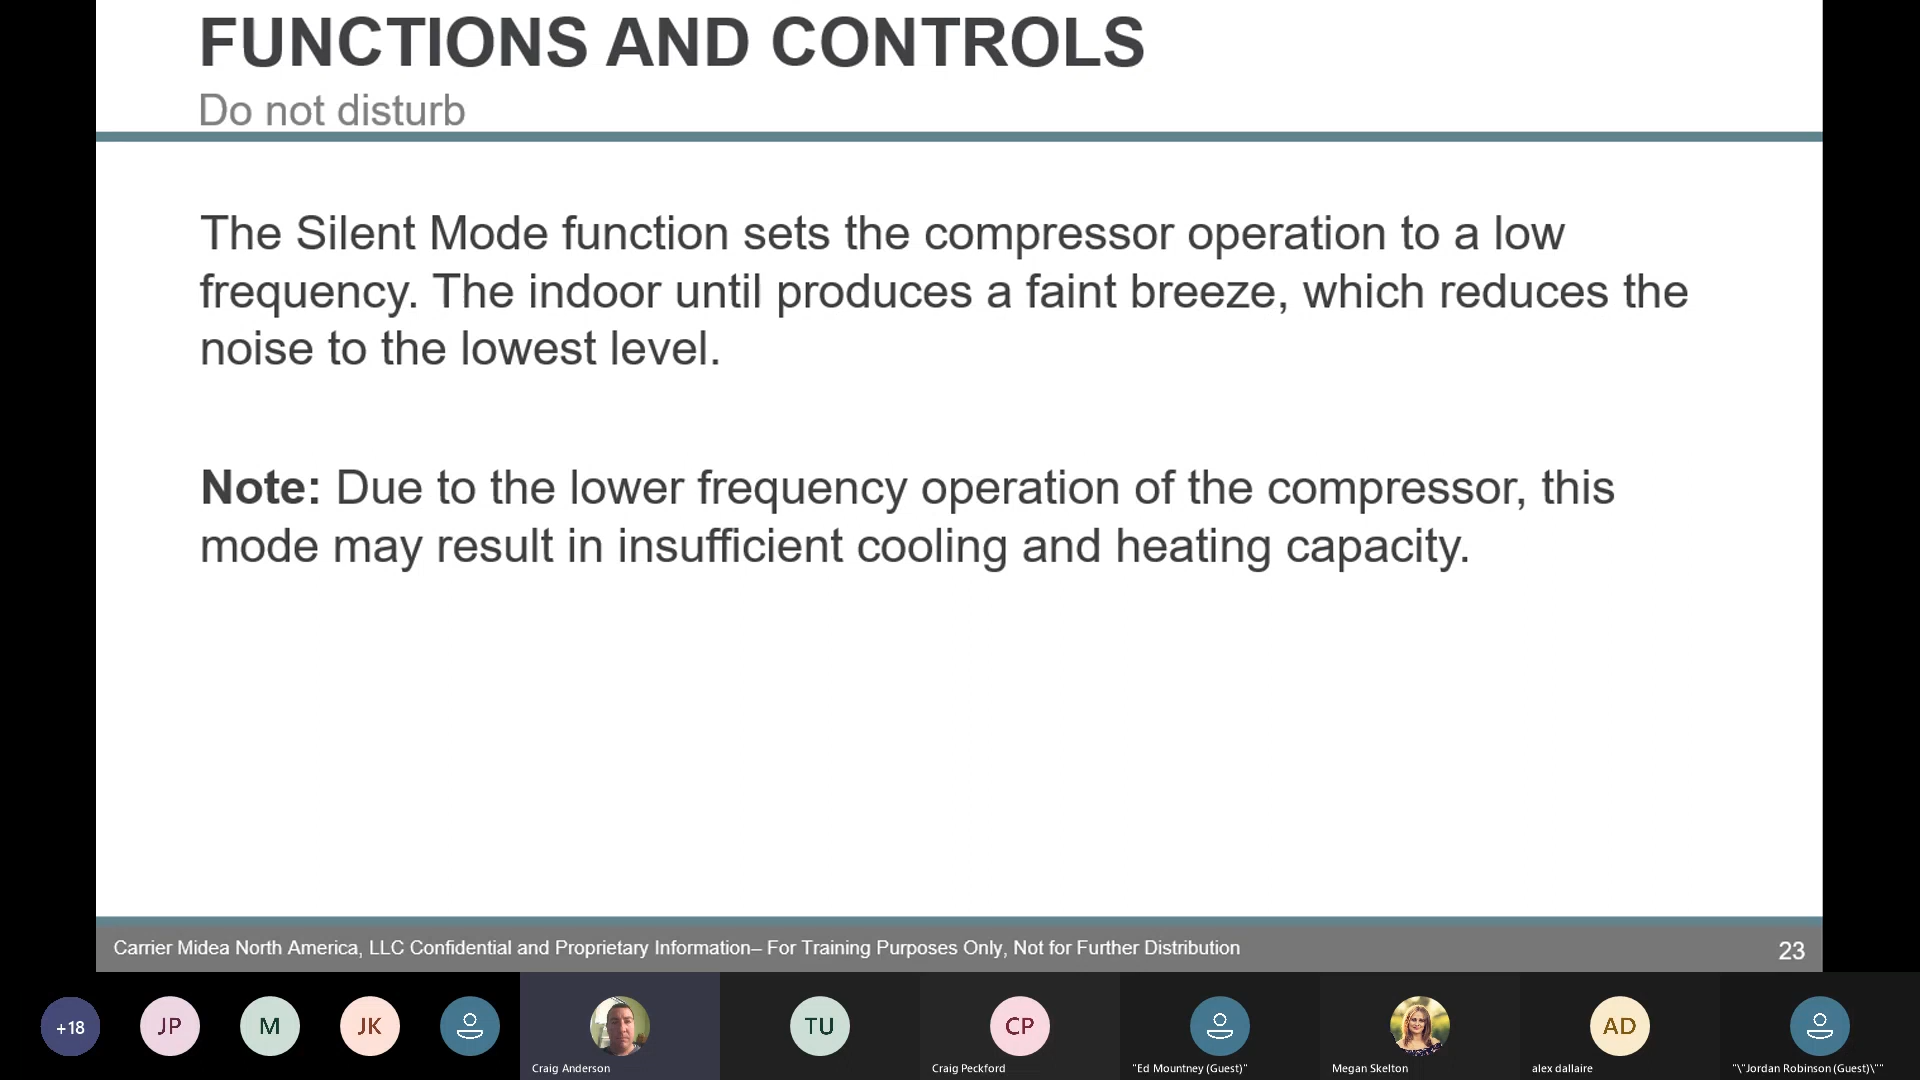 FUNCTIONS AND CONTROLS
Do not disturb
The Silent Mode function sets the compressor operation to a low
frequency. The indoor until produces a faint breeze, which reduces the
noise to the lowest level.
Note: Due to the lower frequency operation of the compressor, this
mode may result in insufficient cooling and heating capacity.
Carrier Midea North America, LLC Confidential and Proprietary Information– For Training Purposes Only, Not for Further Distribution
23
+18
JP
M
JK
TU
CP
AD
Craig Anderson
Craig Peckford
"Ed Mountney (Guest)"
Megan Skelton
alex dallaire
"\"Jordan Robinson (Guest)\""